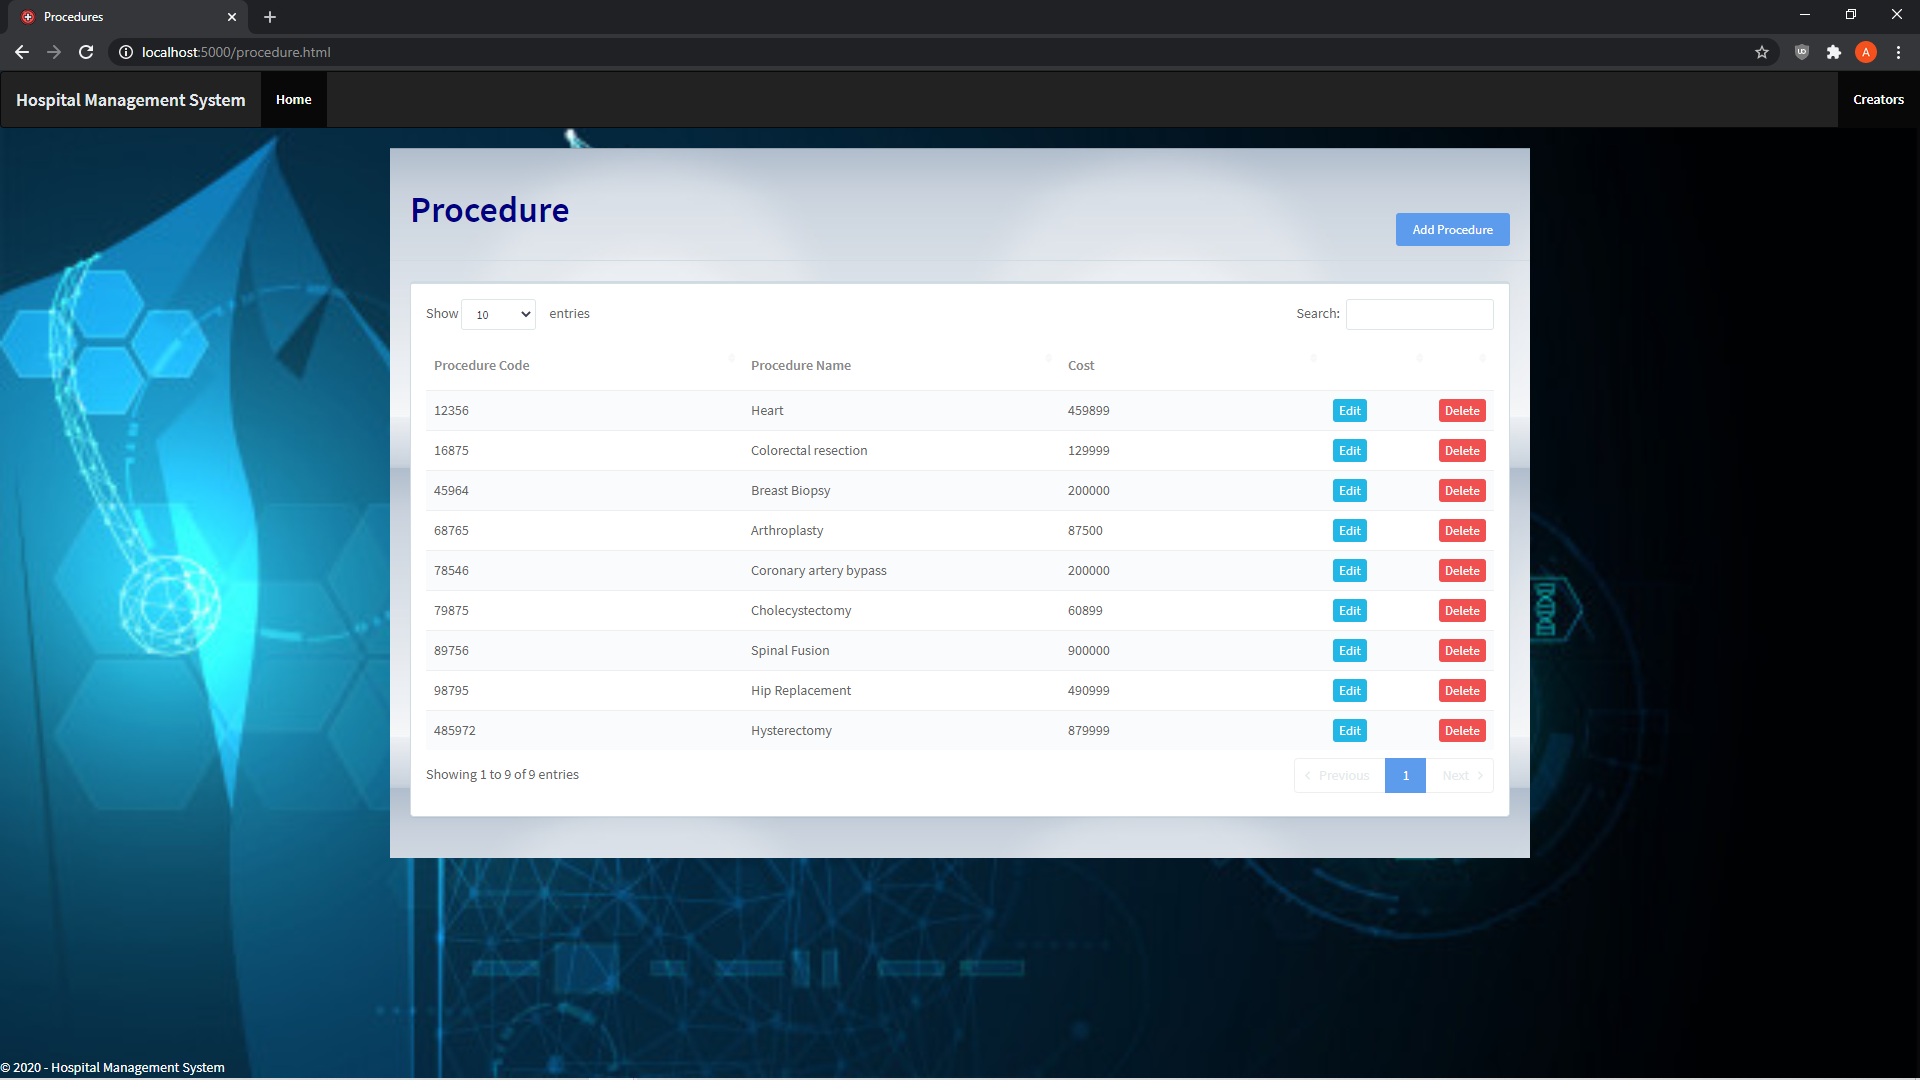 Procedures
localhost:5000/procedure.html
A
Hospital Management System Home Creators
Procedure
Add Procedure
Show 10 entries Search:
Procedure Code Procedure Name Cost
12356 Heart 459899 Edit Delete
16875 Colorectal resection 129999 Edit Delete
45964 Breast Biopsy 200000 Edit Delete
68765 Arthroplasty 87500 Edit Delete
78546 Coronary artery bypass 200000 Edit Delete
79875 Cholecystectomy 60899 Edit Delete
89756 Spinal Fusion 900000 Edit Delete
98795 Hip Replacement 490999 Edit Delete
485972 Hysterectomy 879999 Edit Delete
Showing 1 to 9 of 9 entries Previous 1 Next
© 2020 - Hospital Management System